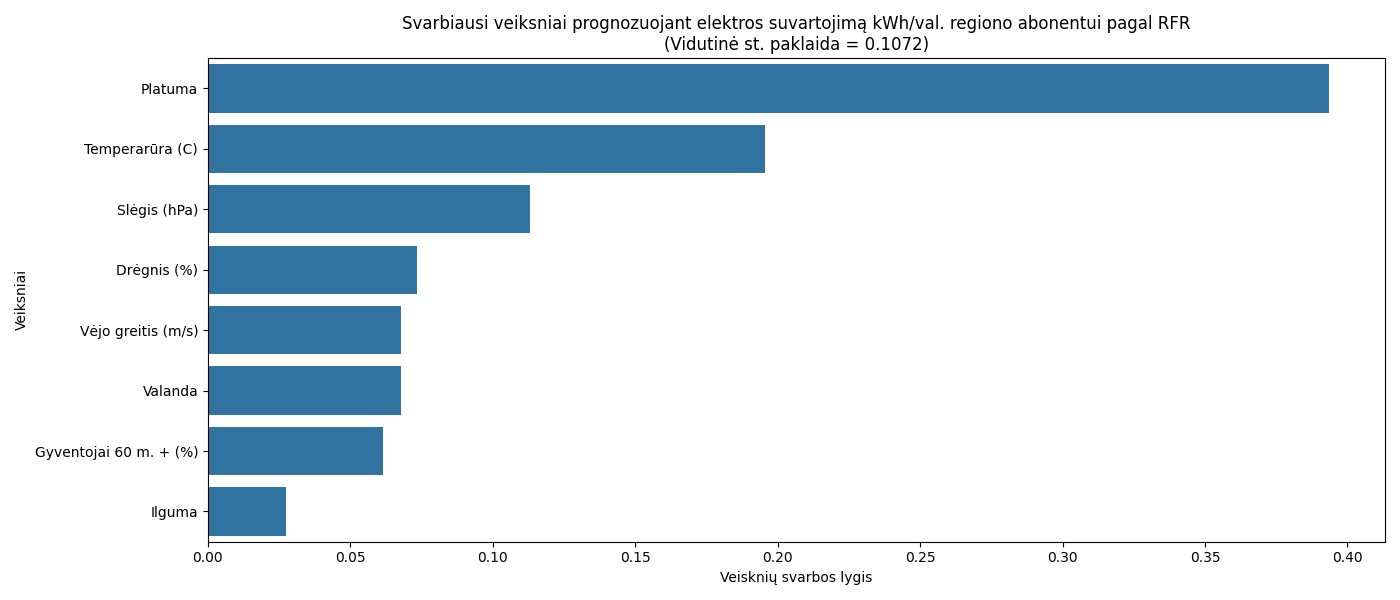 Svarbiausi veiksniai prognozuojant elektros suvartojimą kWh/val. regiono abonentui pagal RFR
(Vidutinė st. paklaida = 0.1072)
Veiksniai
Platuma
Temperarūra (C)
Slėgis (hPa)
Drėgnis (%)
Vėjo greitis (m/s)
Valanda
Gyventojai 60 m. + (%)
Ilguma
0.00 0.05 0.10 0.15 0.20 0.25 0.30 0.35 0.40
Veisknių svarbos lygis